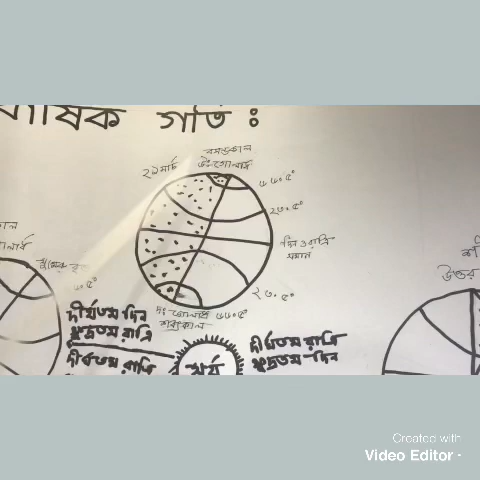 বার্ষিক গতি :
বসন্তকাল
২১মার্চ উঃ গোলার্ধ
৬৬.৫°
২৩.৫°
দিন ও রাত্রি
সমান
২৩.৫°
দঃ গোলার্ধ ৬৬.৫°
শরৎকাল
দীর্ঘতম দিন
ক্ষুদ্রতম রাত্রি
দীর্ঘতম
রাত্রি
সূর্য
দীর্ঘতম রাত্রি
ক্ষুদ্রতম দিন
উত্তর
Created with
Video Editor